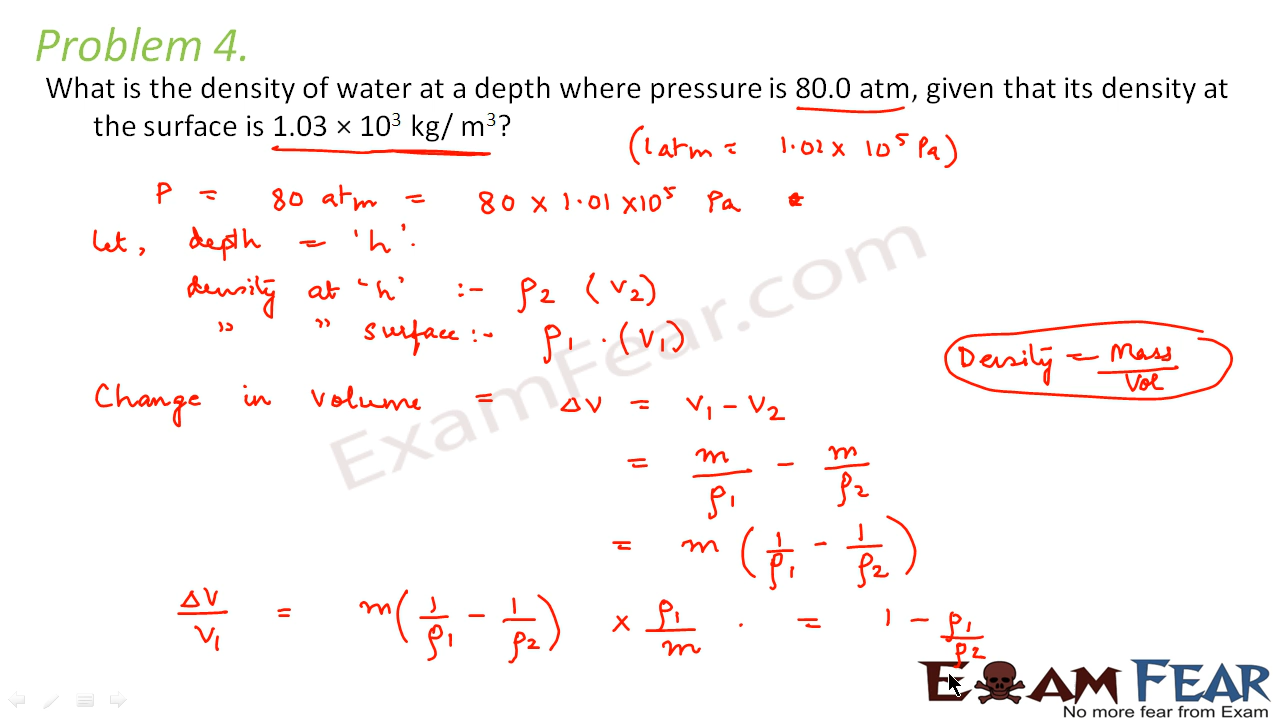 Problem 4.
What is the density of water at a depth where pressure is 80.0 atm, given that its density at
the surface is 1.03 × 10³ kg/ m³?
(1 atm = 1.02 × 10⁵ Pa)
P = 80 atm = 80 × 1.01 × 10⁵ Pa
Let, depth = 'h'.
density at 'h' :- ρ₂ (V₂)
" " surface :- ρ₁ . (V₁)
Density = Mass/Vol
Change in volume = ΔV = V₁ - V₂
= m/ρ₁ - m/ρ₂
= m (1/ρ₁ - 1/ρ₂)
ΔV/V₁ = m (1/ρ₁ - 1/ρ₂) × ρ₁/m . = 1 - ρ₁/ρ₂
ExamFear.com
EXAM FEAR
No more fear from Exam